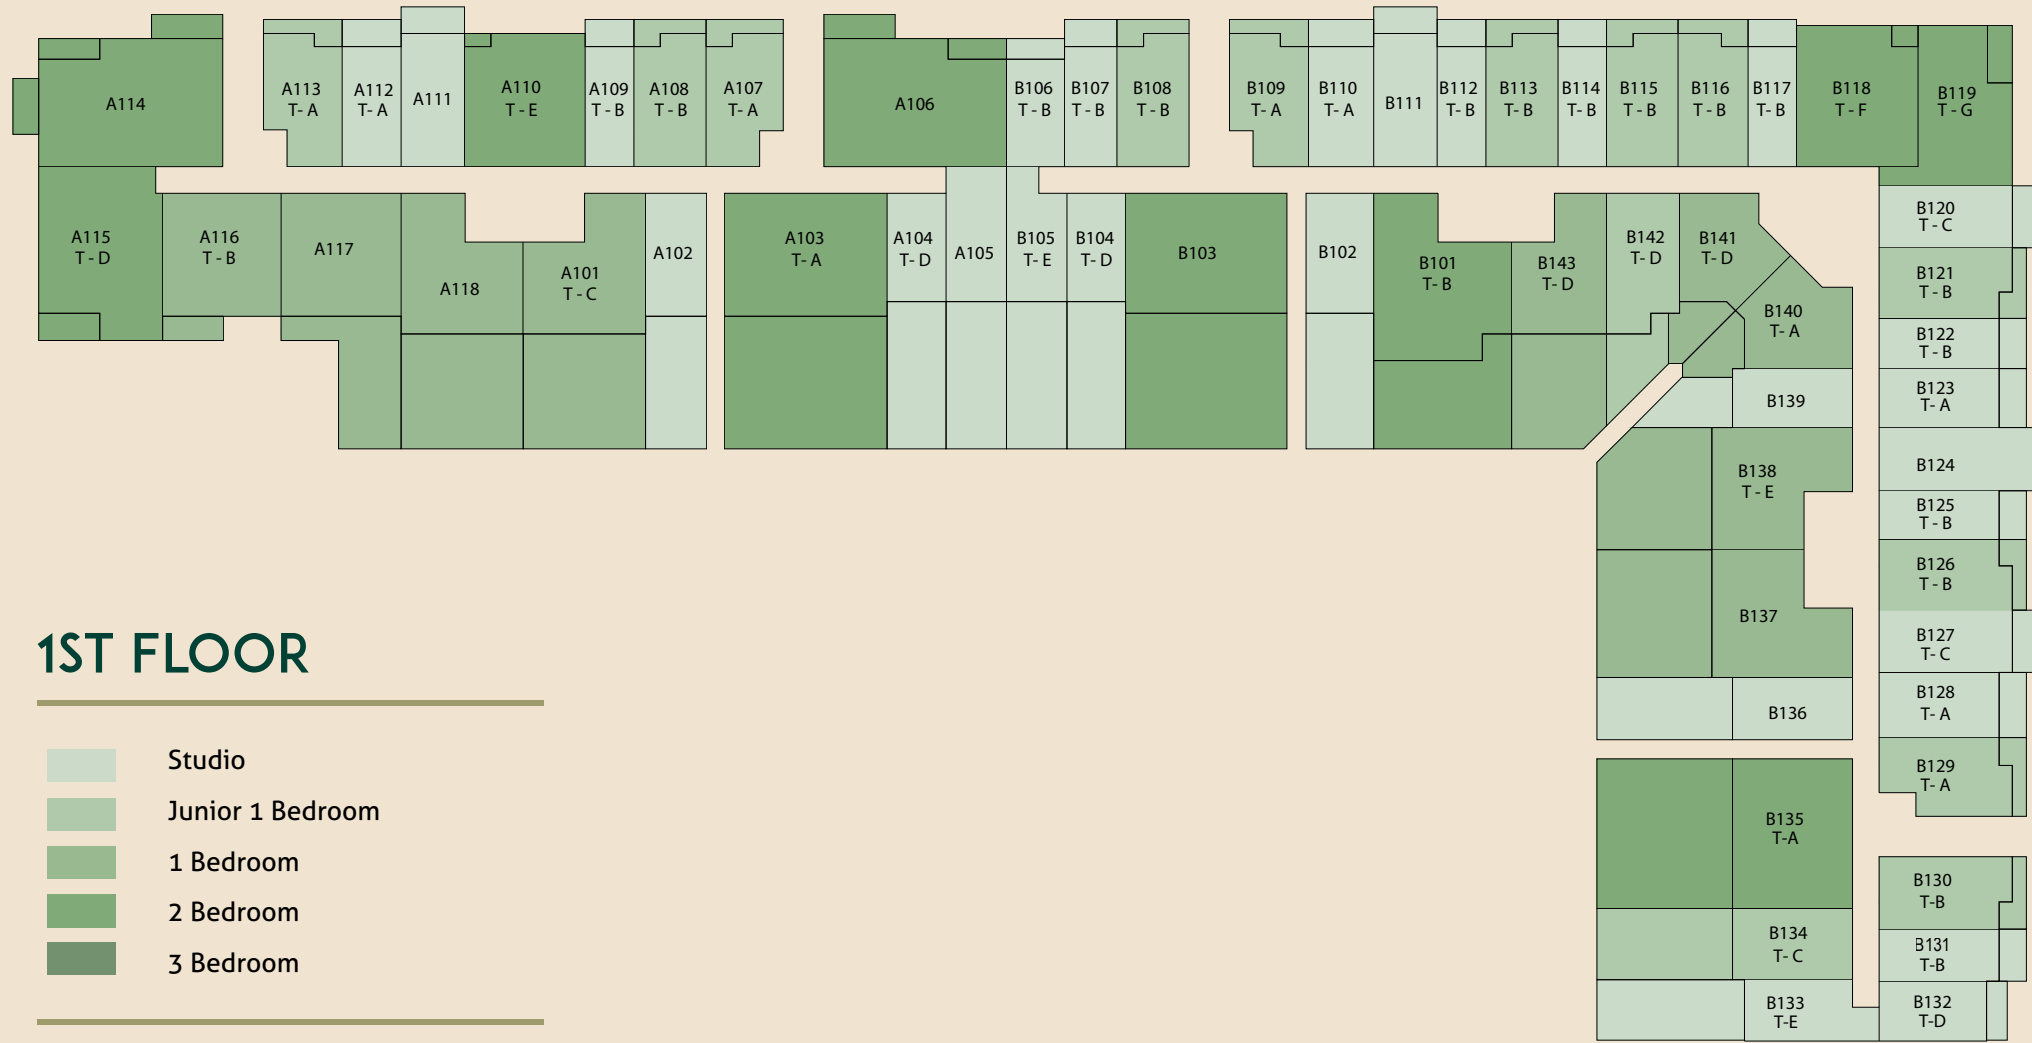 A114
A113
T- A
A112
T- A
A111
A110
T - E
A109
T - B
A108
T - B
A107
T- A
A106
B106
T - B
B107
T - B
B108
T - B
B109
T- A
B110
T- A
B111
B112
T - B
B113
T - B
B114
T - B
B115
T - B
B116
T - B
B117
T - B
B118
T - F
B119
T - G
A115
T - D
A116
T - B
A117
A118
A101
T - C
A102
A103
T- A
A104
T - D
A105
B105
T - E
B104
T - D
B103
B102
B101
T- B
B143
T - D
B142
T- D
B141
T - D
B140
T- A
B139
B138
T - E
B137
B136
B135
T-A
B134
T- C
B133
T-E
B120
T - C
B121
T - B
B122
T - B
B123
T- A
B124
B125
T - B
B126
T - B
B127
T- C
B128
T- A
B129
T- A
B130
T-B
B131
T-B
B132
T-D
1ST FLOOR
Studio
Junior 1 Bedroom
1 Bedroom
2 Bedroom
3 Bedroom